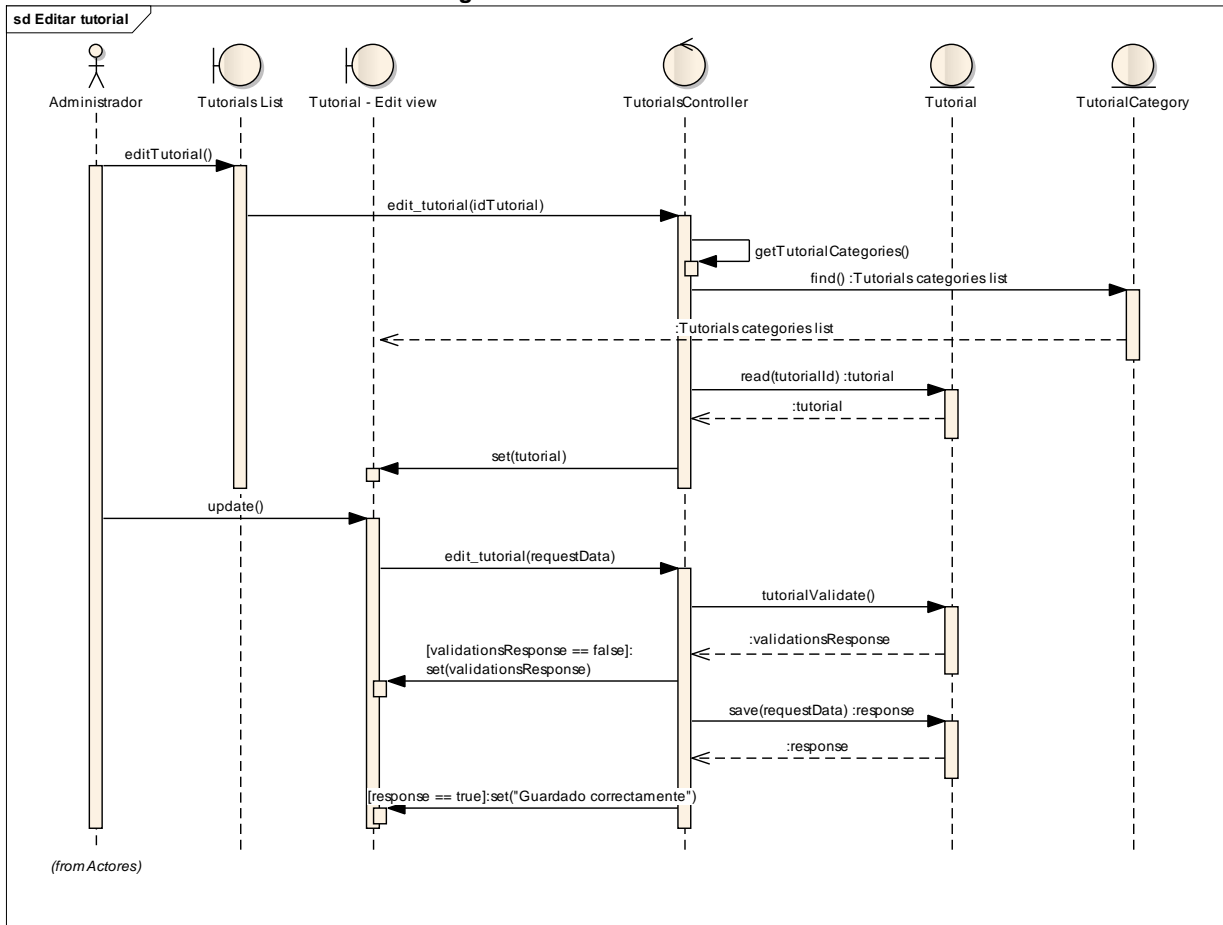 sd Editar tutorial
Administrador
Tutorials List
Tutorial - Edit view
TutorialsController
Tutorial
TutorialCategory
editTutorial()
edit_tutorial(idTutorial)
getTutorialCategories()
find() :Tutorials categories list
:Tutorials categories list
read(tutorialId) :tutorial
:tutorial
set(tutorial)
update()
edit_tutorial(requestData)
tutorialValidate()
:validationsResponse
[validationsResponse == false]:
set(validationsResponse)
save(requestData) :response
:response
[response == true]:set("Guardado correctamente")
(from Actores)